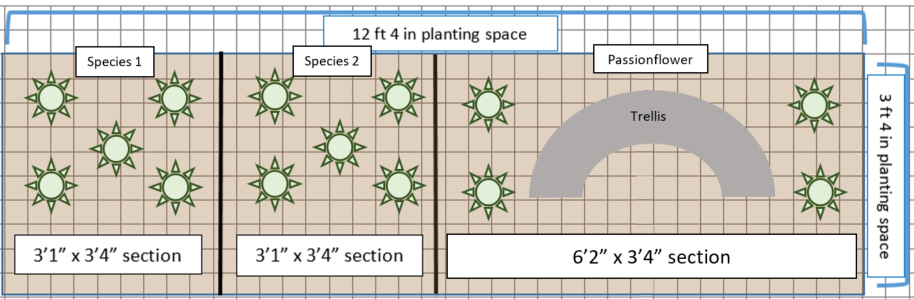 12 ft 4 in planting space
Species 1
Species 2
Passionflower
Trellis
3 ft 4 in planting space
3’1” x 3’4” section
3’1” x 3’4” section
6’2” x 3’4” section